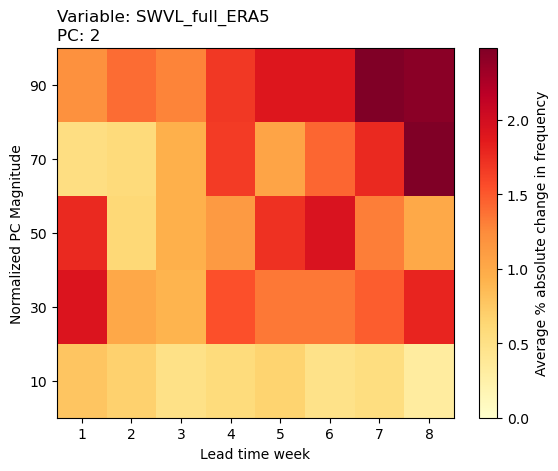 Variable: SWVL_full_ERA5
PC: 2
Normalized PC Magnitude
90
70
50
30
10
1 2 3 4 5 6 7 8
Lead time week
2.0
1.5
1.0
0.5
0.0
Average % absolute change in frequency